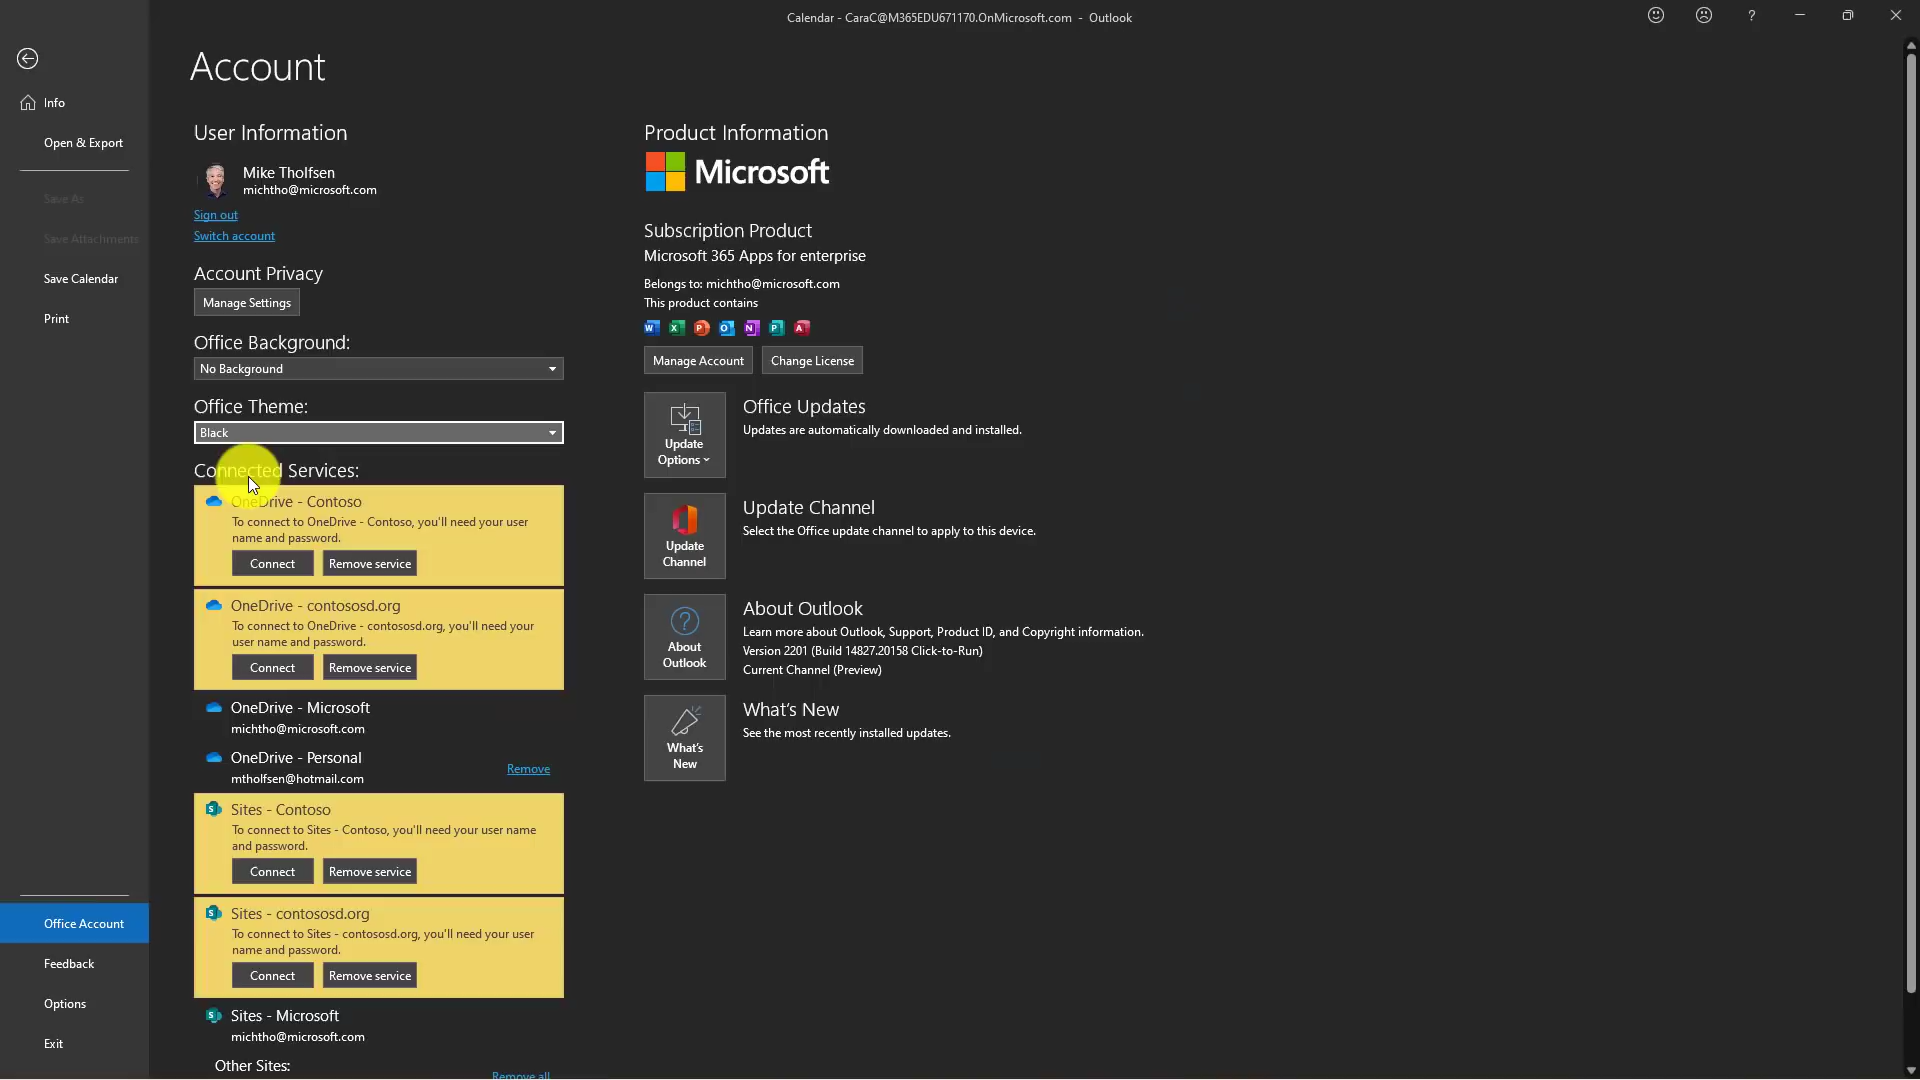 Calendar - CaraC@M365EDU671170.OnMicrosoft.com - Outlook
?
Account
Info
Open & Export
Save As
Save Attachments
Save Calendar
Print
Office Account
Feedback
Options
Exit
User Information
Mike Tholfsen
michtho@microsoft.com
Sign out
Switch account
Account Privacy
Manage Settings
Office Background:
No Background
Office Theme:
Black
Connected Services:
OneDrive - Contoso
To connect to OneDrive - Contoso, you'll need your user
name and password.
Connect Remove service
OneDrive - contososd.org
To connect to OneDrive - contososd.org, you'll need your
user name and password.
Connect Remove service
OneDrive - Microsoft
michtho@microsoft.com
OneDrive - Personal
mtholfsen@hotmail.com
Remove
Sites - Contoso
To connect to Sites - Contoso, you'll need your user name
and password.
Connect Remove service
Sites - contososd.org
To connect to Sites - contososd.org, you'll need your user
name and password.
Connect Remove service
Sites - Microsoft
michtho@microsoft.com
Other Sites:
Remove all
Product Information
Microsoft
Subscription Product
Microsoft 365 Apps for enterprise
Belongs to: michtho@microsoft.com
This product contains
W X P O N P A
Manage Account Change License
Update
Options
Office Updates
Updates are automatically downloaded and installed.
Update
Channel
Update Channel
Select the Office update channel to apply to this device.
?
About
Outlook
About Outlook
Learn more about Outlook, Support, Product ID, and Copyright information.
Version 2201 (Build 14827.20158 Click-to-Run)
Current Channel (Preview)
What's
New
What's New
See the most recently installed updates.